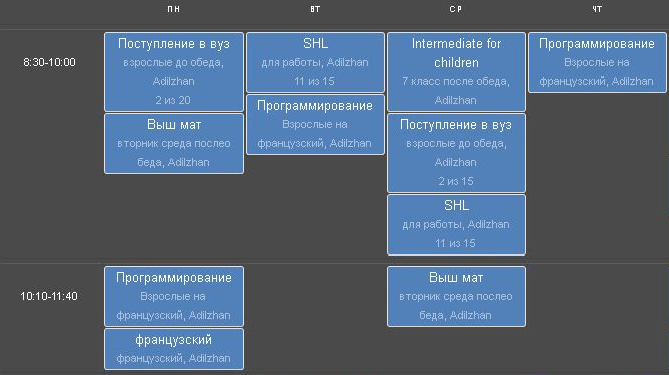 ПН
ВТ
СР
ЧТ
8:30-10:00
Поступление в вуз
взрослые до обеда,
Adilzhan
2 из 20
Выш мат
вторник среда послео
беда, Adilzhan
SHL
для работы, Adilzhan
11 из 15
Программирование
Взрослые на
французский, Adilzhan
Intermediate for
children
7 класс после обеда,
Adilzhan
Поступление в вуз
взрослые до обеда,
Adilzhan
2 из 15
SHL
для работы, Adilzhan
11 из 15
Программирование
Взрослые на
французский, Adilzhan
10:10-11:40
Программирование
Взрослые на
французский, Adilzhan
французский
французский, Adilzhan
Выш мат
вторник среда послео
беда, Adilzhan